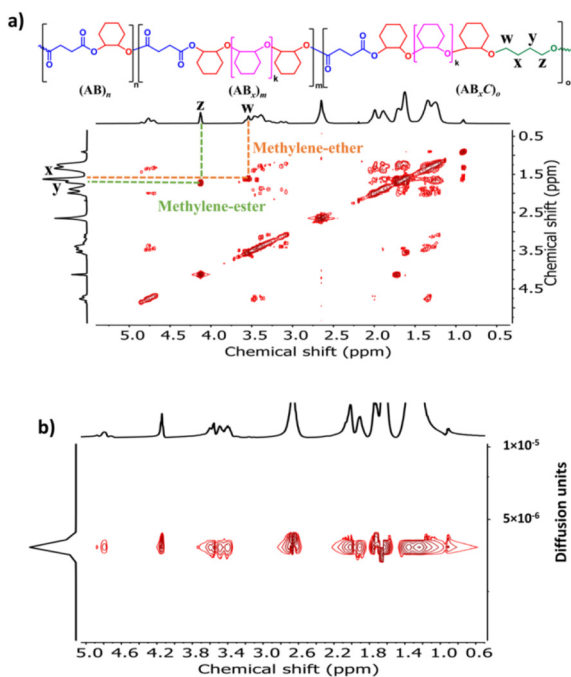 a)
O
O
O
O
O
O
O
O
O
O
O
O
O
w
y
x
z
O
n
k
m
k
o
(AB)n
(ABx)m
(ABxC)o
z
w
x
y
Methylene-ether
Methylene-ester
0.5
1.5
2.5
3.5
4.5
Chemical shift (ppm)
5.0 4.5 4.0 3.5 3.0 2.5 2.0 1.5 1.0 0.5
Chemical shift (ppm)
b)
1×10-5
5×10-6
Diffusion units
5.0 4.6 4.2 3.8 3.4 3.0 2.6 2.2 1.8 1.4 1.0 0.6
Chemical shift (ppm)